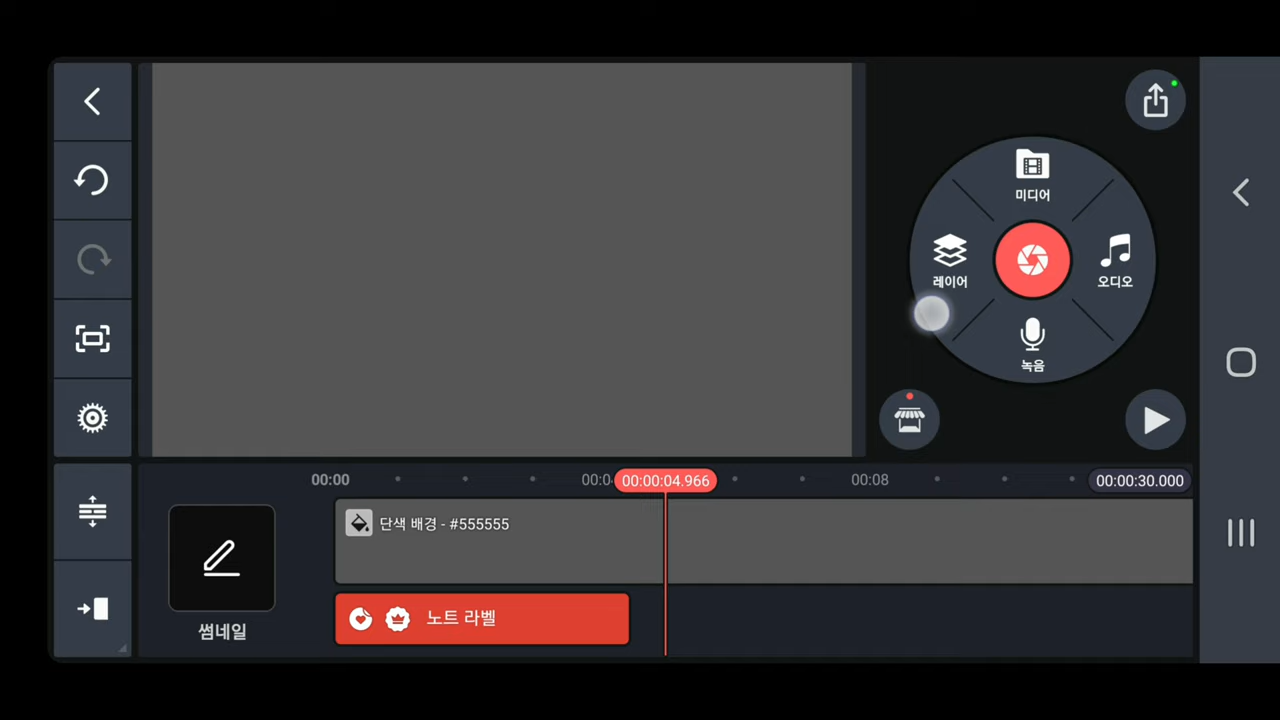 미디어
레이어
오디오
녹음
00:00
00:0
00:00:04.966
00:08
00:00:30.000
단색 배경 - #555555
노트 라벨
썸네일